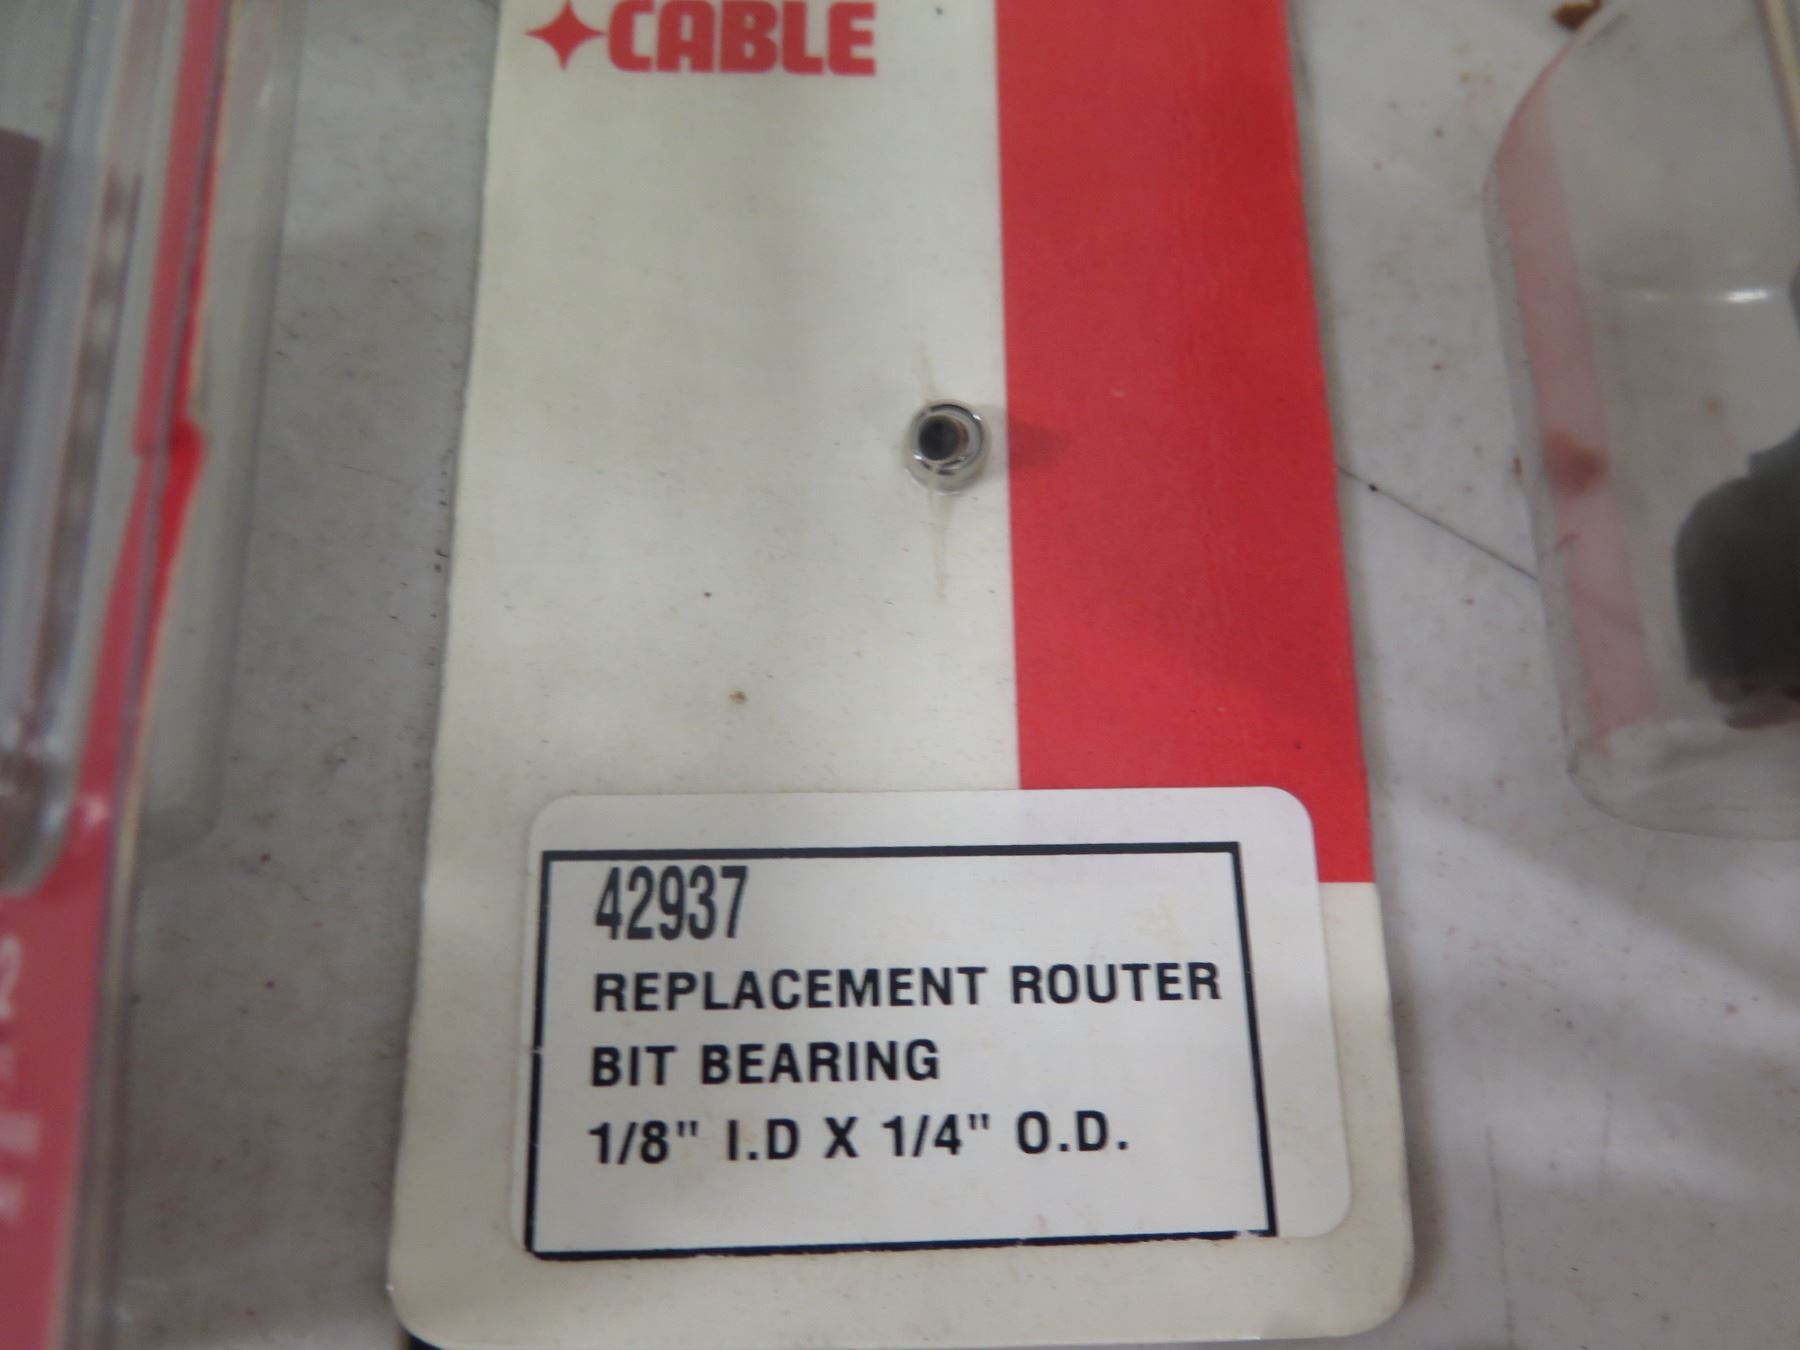 CABLE
42937
REPLACEMENT ROUTER
BIT BEARING
1/8" I.D X 1/4" O.D.